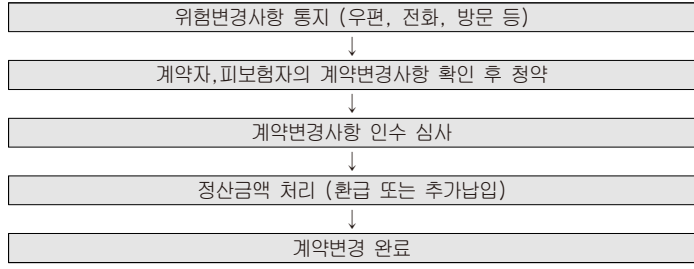 위험변경사항 통지 (우편, 전화, 방문 등)
↓
계약자,피보험자의 계약변경사항 확인 후 청약
↓
계약변경사항 인수 심사
↓
정산금액 처리 (환급 또는 추가납입)
↓
계약변경 완료